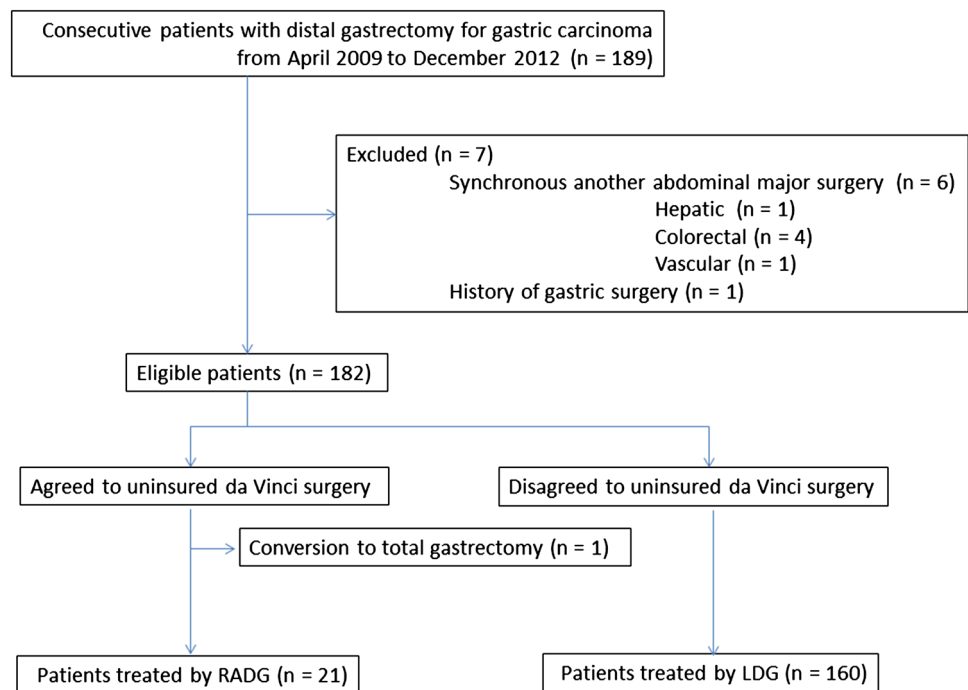 Consecutive patients with distal gastrectomy for gastric carcinoma
from April 2009 to December 2012 (n = 189)
Excluded (n = 7)
Synchronous another abdominal major surgery (n = 6)
Hepatic (n = 1)
Colorectal (n = 4)
Vascular (n = 1)
History of gastric surgery (n = 1)
Eligible patients (n = 182)
Agreed to uninsured da Vinci surgery
Disagreed to uninsured da Vinci surgery
Conversion to total gastrectomy (n = 1)
Patients treated by RADG (n = 21)
Patients treated by LDG (n = 160)